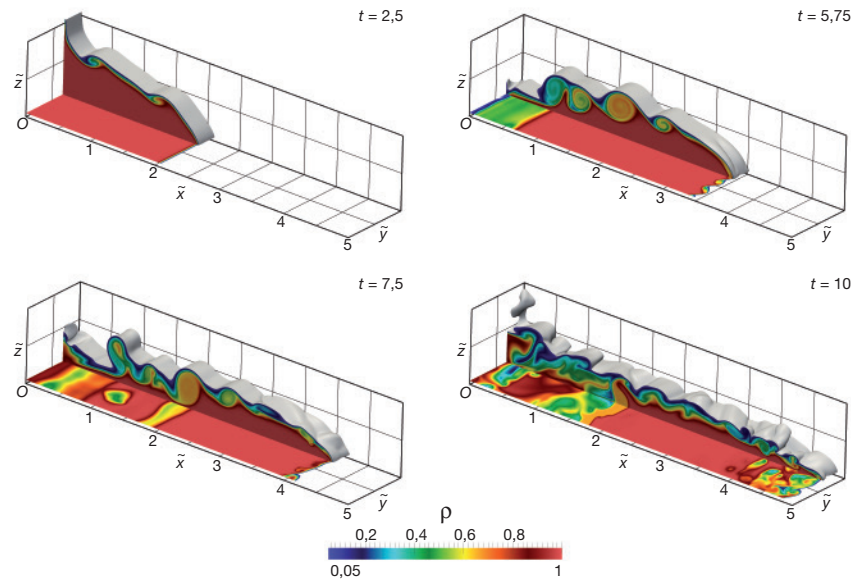 t = 2,5
z̃
O
1
2
3
4
5
x̃
ỹ
t = 5,75
z̃
O
1
2
3
4
5
x̃
ỹ
t = 7,5
z̃
O
1
2
3
4
5
x̃
ỹ
t = 10
z̃
O
1
2
3
4
5
x̃
ỹ
ρ
0,2 0,4 0,6 0,8
0,05 1